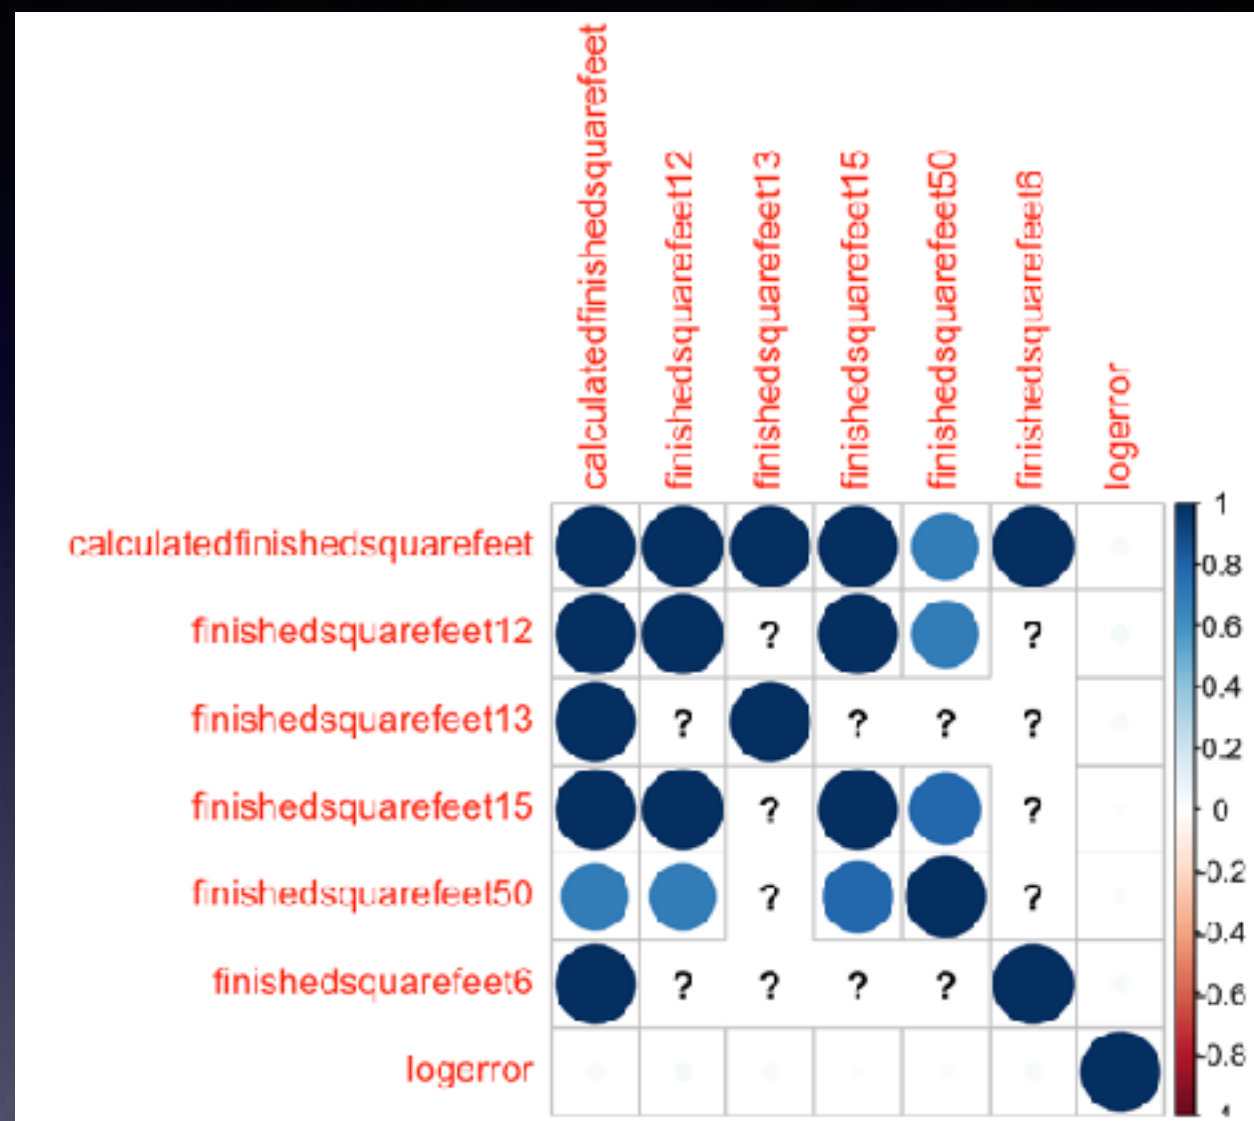 calculatedfinishedsquarefeet
finishedsquarefeet12
finishedsquarefeet13
finishedsquarefeet15
finishedsquarefeet50
finishedsquarefeet6
logerror
calculatedfinishedsquarefeet
finishedsquarefeet12
? ?
finishedsquarefeet13
? ? ? ?
finishedsquarefeet15
? ?
finishedsquarefeet50
? ?
finishedsquarefeet6
? ? ? ?
logerror
1
0.8
0.6
0.4
0.2
0
-0.2
-0.4
-0.6
-0.8